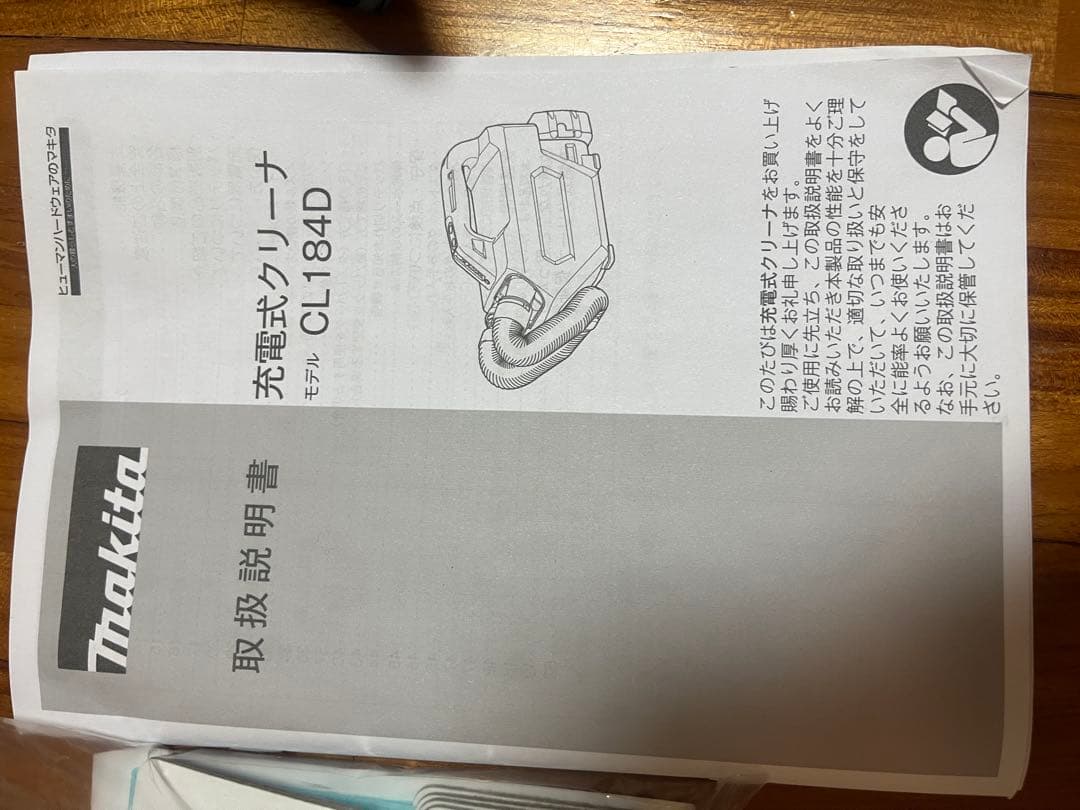 ヒューマンハードウェアのマキタ
makita
取扱説明書
充電式クリーナ
モデル CL184D
このたびは充電式クリーナをお買い上げ
賜わり厚くお礼申し上げます。
ご使用に先立ち、この取扱説明書をよく
お読みいただき本製品の性能を十分ご理
解の上で、適切な取り扱いと保守をして
いただいて、いつまでも安
全に能率よくお使いくださ
るようお願いいたします。
なお、この取扱説明書はお
手元に大切に保管してくだ
さい。